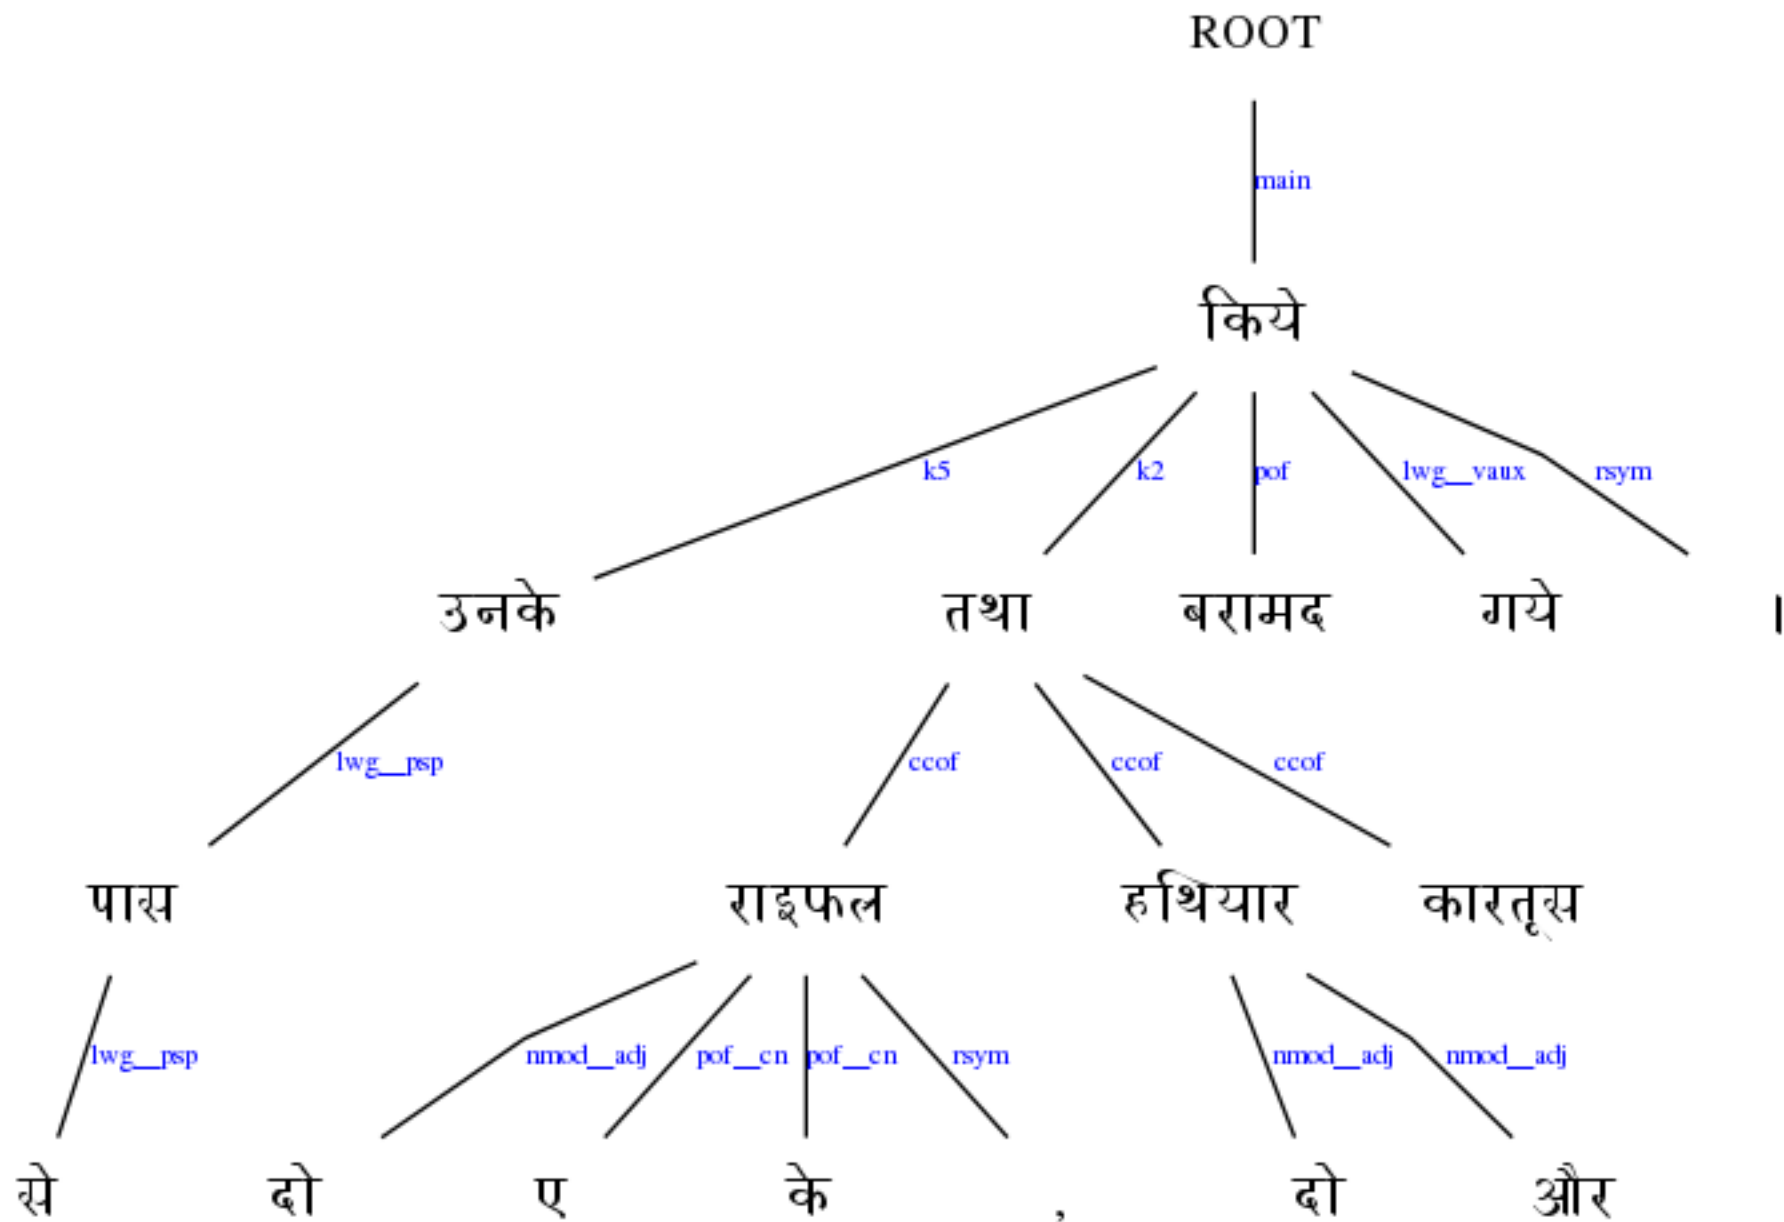 ROOT
main
किये
k5 k2 pof lwg__vaux rsym
उनके तथा बरामद गये ।
lwg__psp ccof ccof ccof
पास राइफल हथियार कारतूस
lwg__psp nmod__adj pof__cn pof__cn rsym nmod__adj nmod__adj
से दो ए के , दो और